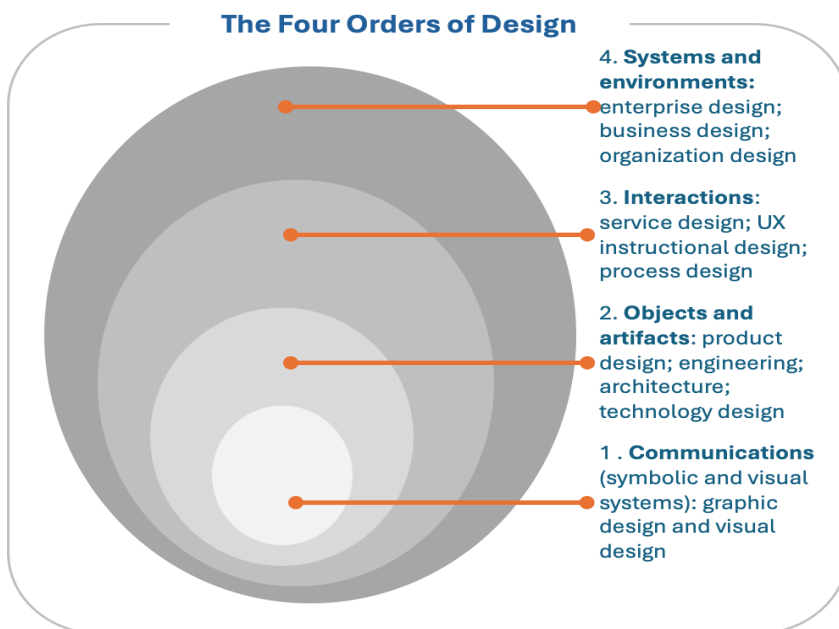 The Four Orders of Design
4. Systems and
environments:
enterprise design;
business design;
organization design
3. Interactions:
service design; UX
instructional design;
process design
2. Objects and
artifacts: product
design; engineering;
architecture;
technology design
1 . Communications
(symbolic and visual
systems): graphic
design and visual
design